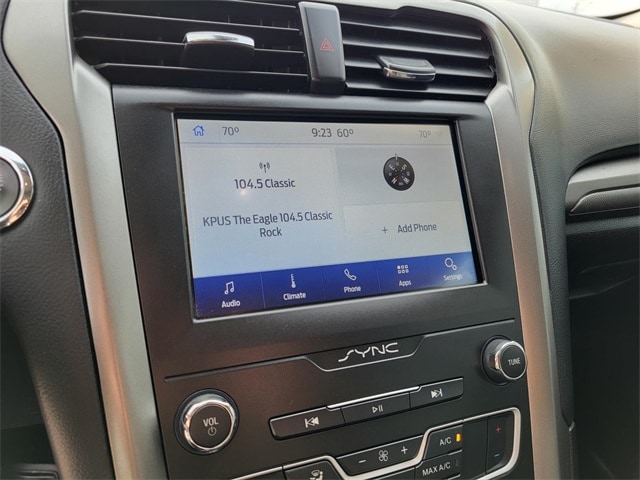 70° 9:23 60° 70°
104.5 Classic
KPUS The Eagle 104.5 Classic
Rock
+ Add Phone
Audio Climate Phone Apps Settings
SYNC
VOL
TUNE
A/C
MAX A/C